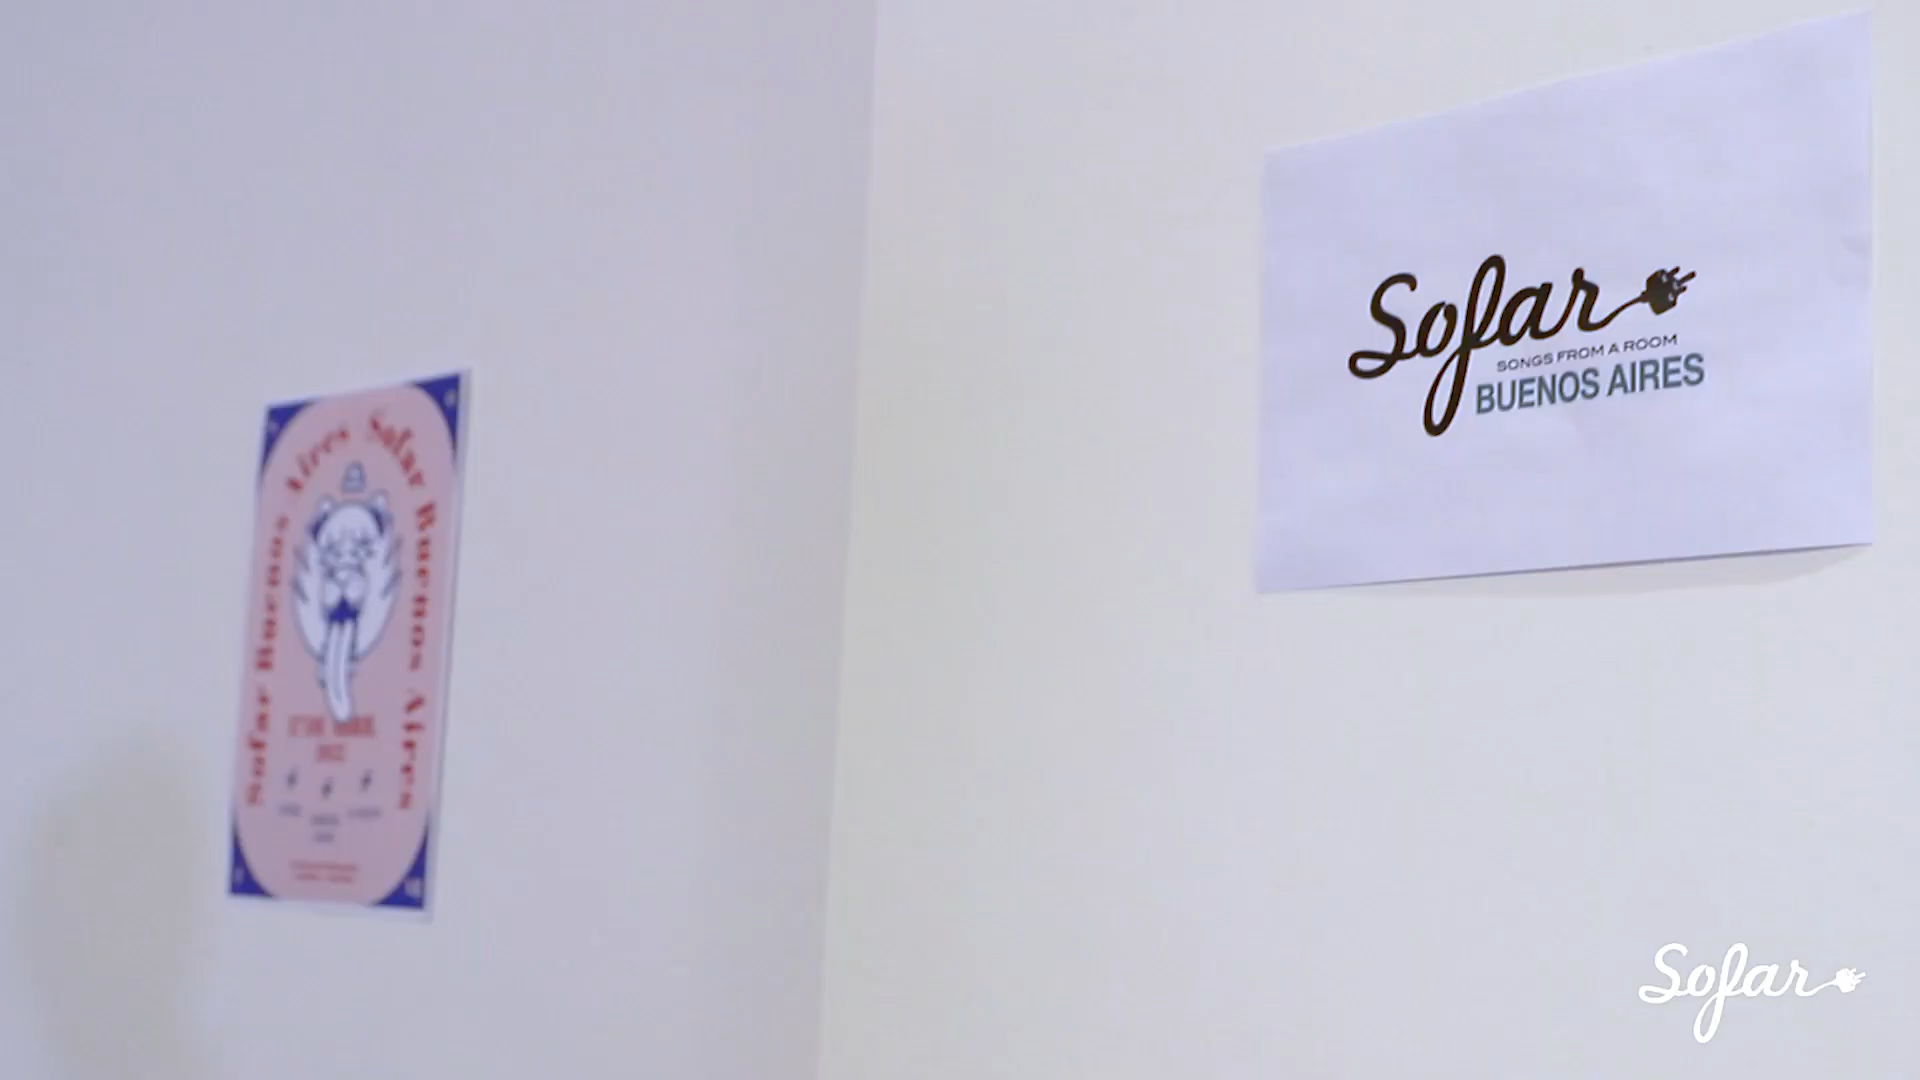 Sofar Buenos Aires Sofar Buenos Aires
Sofar
SONGS FROM A ROOM
BUENOS AIRES
Sofar